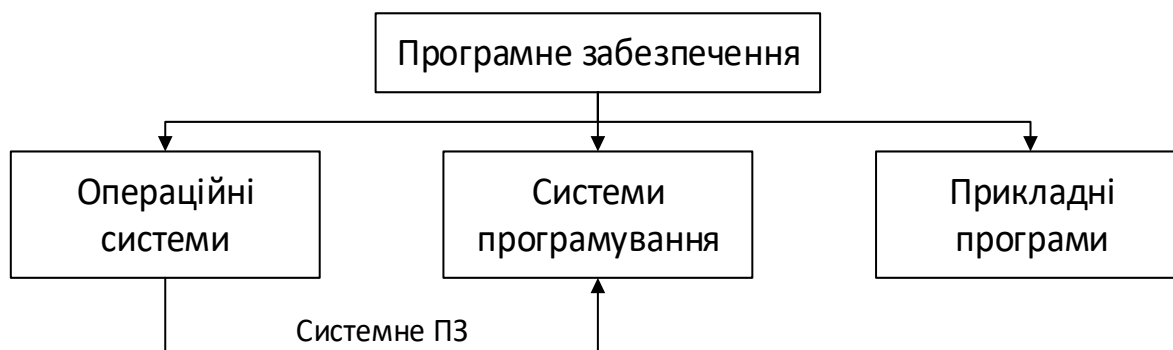 Програмне забезпечення
Операційні
системи
Системи
програмування
Прикладні
програми
Системне ПЗ